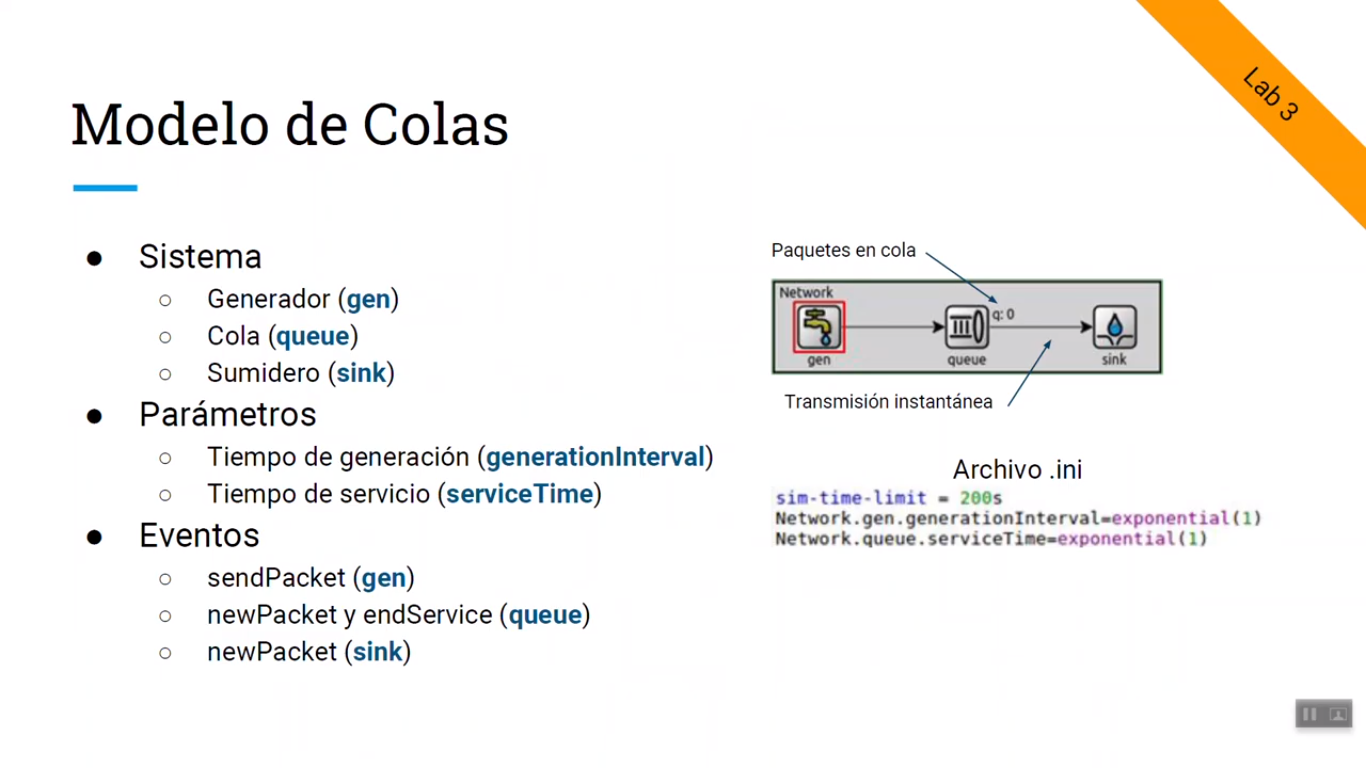 Lab 3
Modelo de Colas
● Sistema
○ Generador (gen)
○ Cola (queue)
○ Sumidero (sink)
● Parámetros
○ Tiempo de generación (generationInterval)
○ Tiempo de servicio (serviceTime)
● Eventos
○ sendPacket (gen)
○ newPacket y endService (queue)
○ newPacket (sink)
Paquetes en cola
Network
q: 0
gen
queue
sink
Transmisión instantánea
Archivo .ini
sim-time-limit = 200s
Network.gen.generationInterval=exponential(1)
Network.queue.serviceTime=exponential(1)